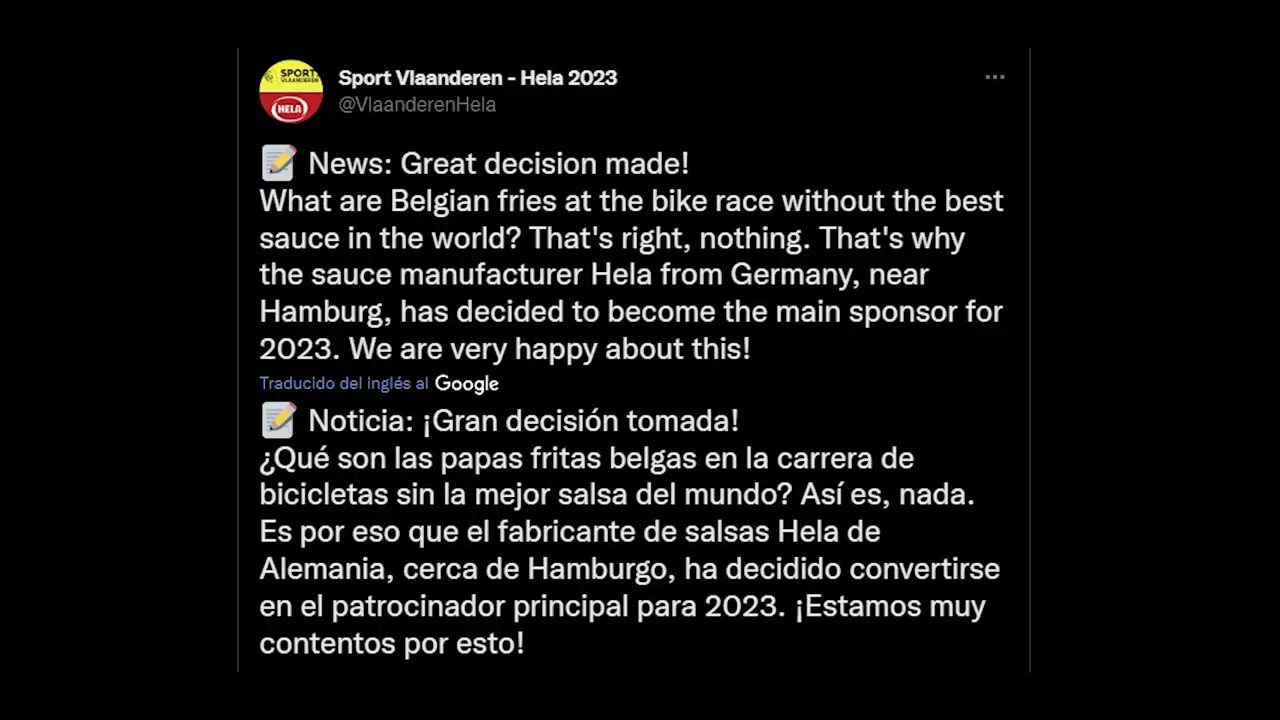 SPORT.
VLAANDEREN
HELA
Sport Vlaanderen - Hela 2023
@VlaanderenHela
News: Great decision made!
What are Belgian fries at the bike race without the best
sauce in the world? That's right, nothing. That's why
the sauce manufacturer Hela from Germany, near
Hamburg, has decided to become the main sponsor for
2023. We are very happy about this!
Traducido del inglés al Google
Noticia: ¡Gran decisión tomada!
¿Qué son las papas fritas belgas en la carrera de
bicicletas sin la mejor salsa del mundo? Así es, nada.
Es por eso que el fabricante de salsas Hela de
Alemania, cerca de Hamburgo, ha decidido convertirse
en el patrocinador principal para 2023. ¡Estamos muy
contentos por esto!